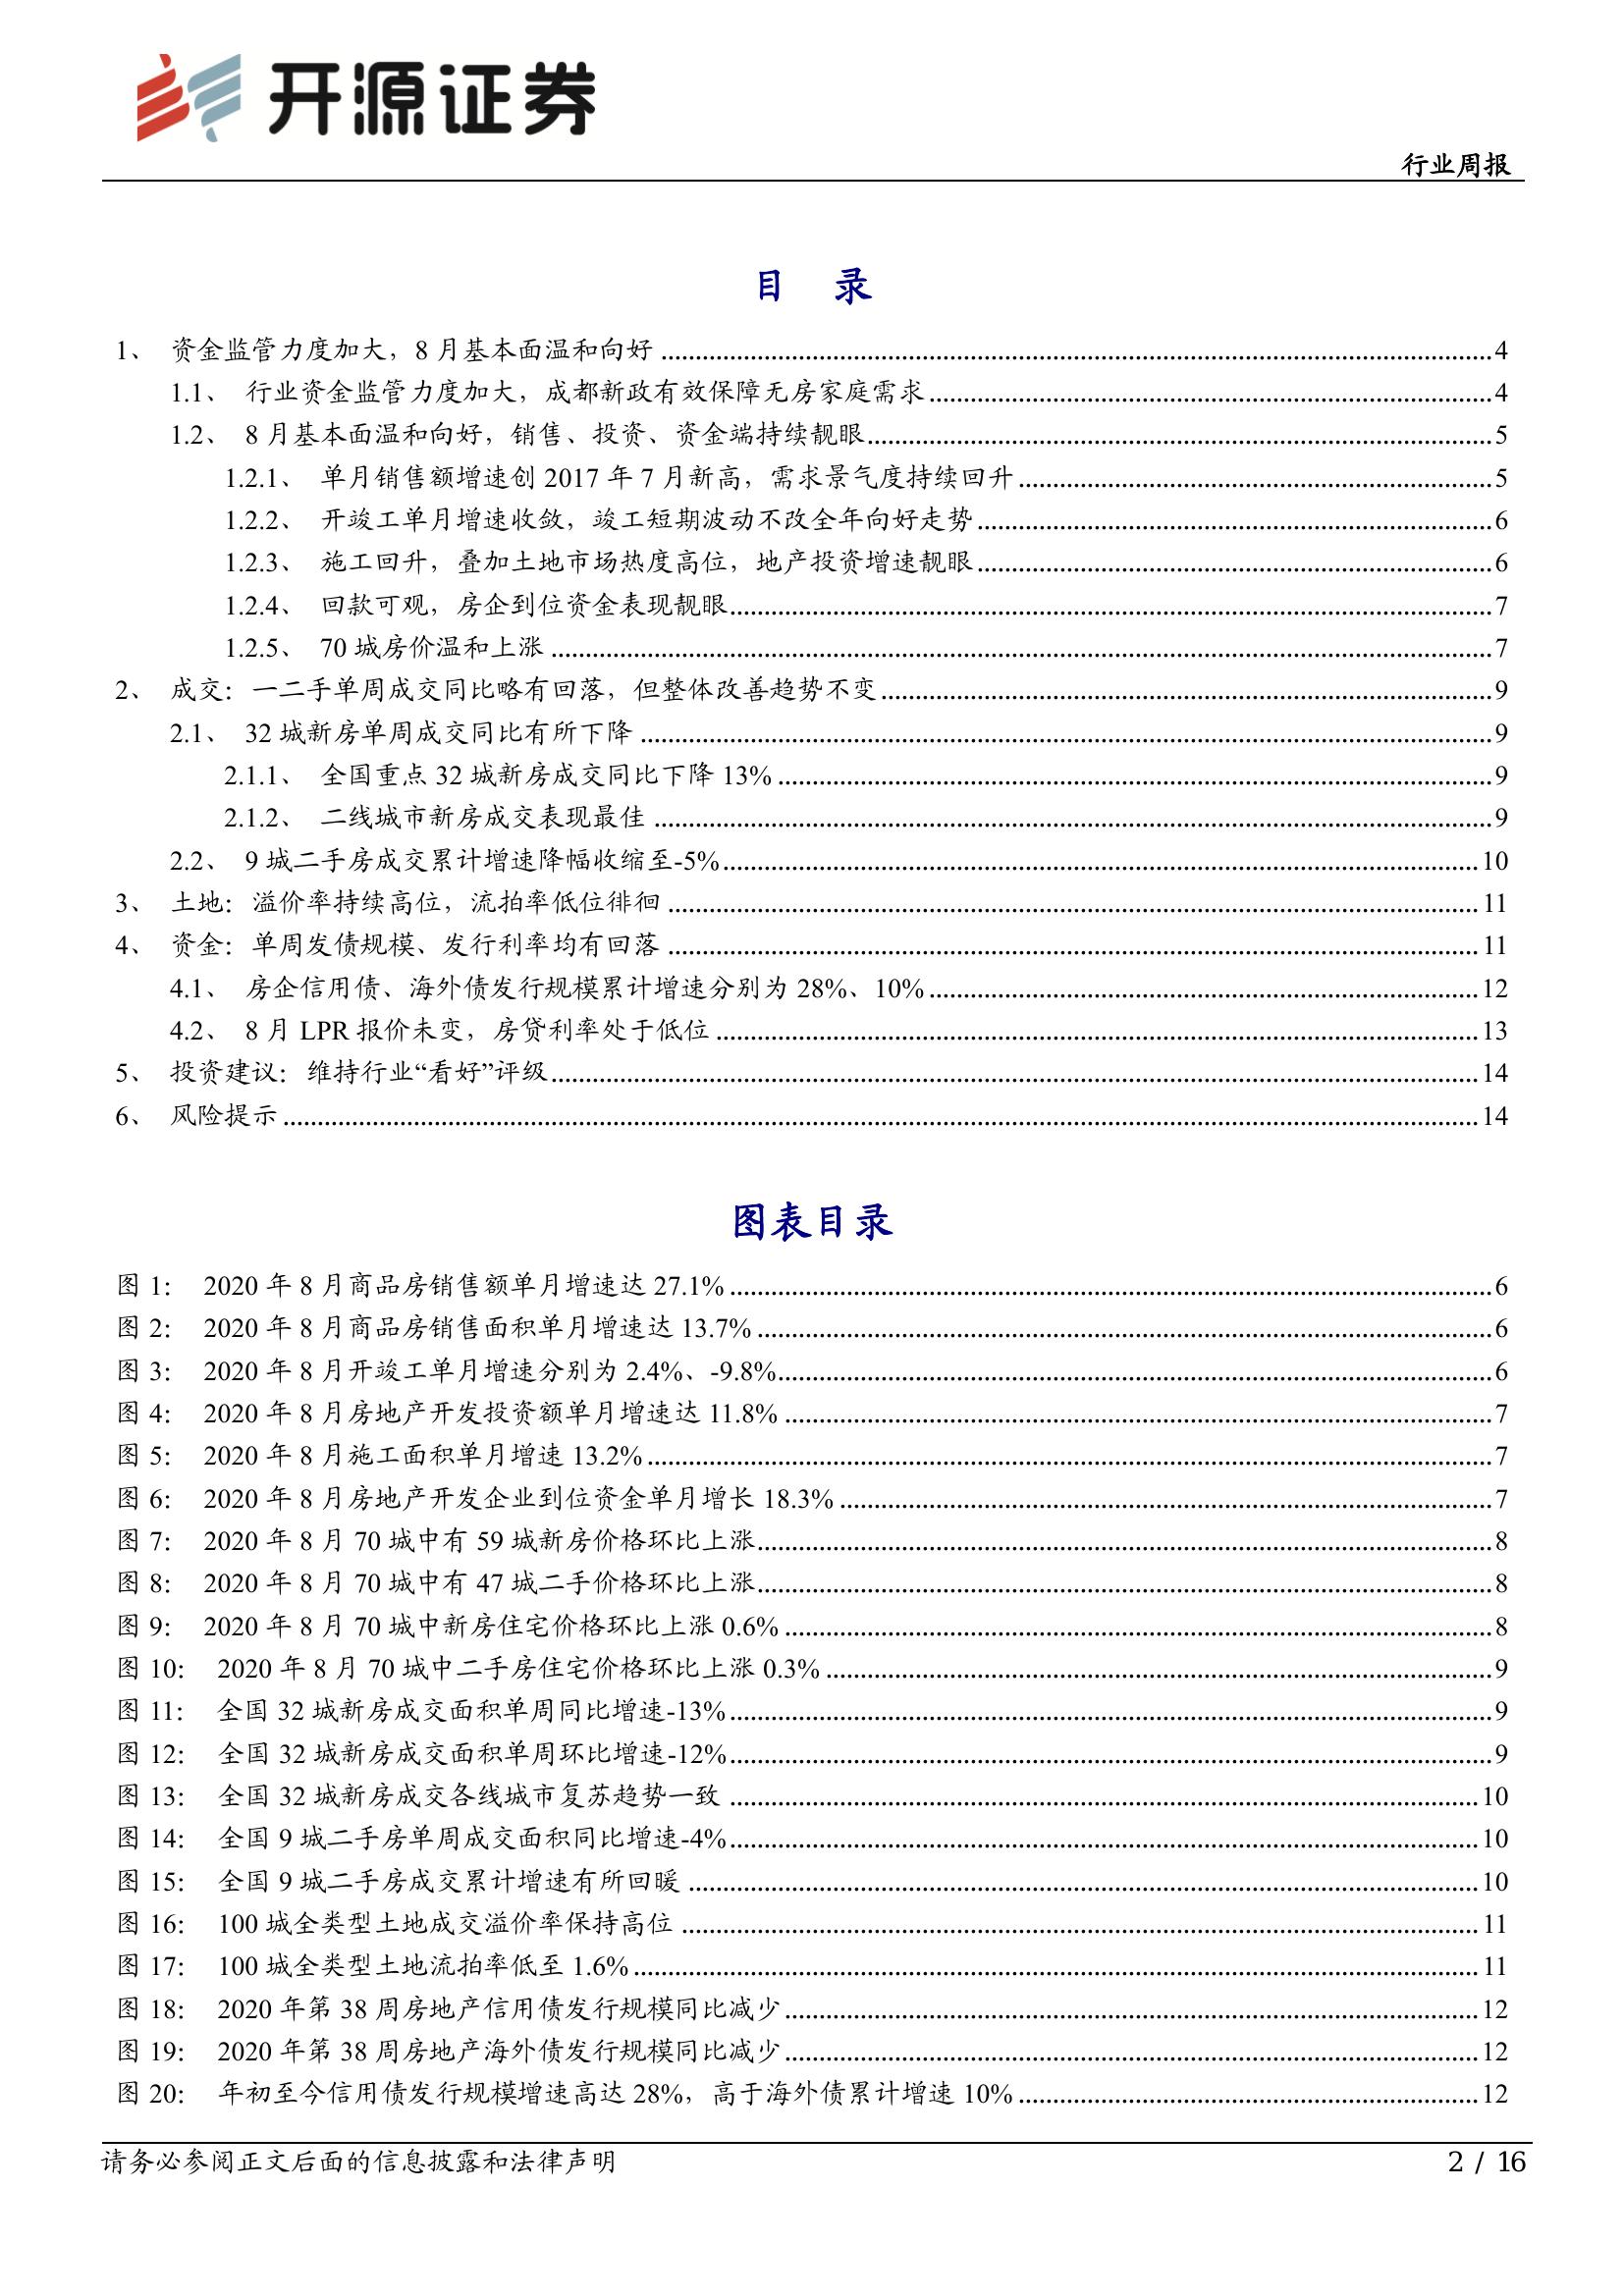 开源证券
行业周报
目 录
1、 资金监管力度加大，8 月基本面温和向好 ........ 4
1.1、 行业资金监管力度加大，成都新政有效保障无房家庭需求 ........ 4
1.2、 8 月基本面温和向好，销售、投资、资金端持续靓眼 ........ 5
1.2.1、 单月销售额增速创 2017 年 7 月新高，需求景气度持续回升 ........ 5
1.2.2、 开竣工单月增速收敛，竣工短期波动不改全年向好走势 ........ 6
1.2.3、 施工回升，叠加土地市场热度高位，地产投资增速靓眼 ........ 6
1.2.4、 回款可观，房企到位资金表现靓眼 ........ 7
1.2.5、 70 城房价温和上涨 ........ 7
2、 成交：一二手单周成交同比略有回落，但整体改善趋势不变 ........ 9
2.1、 32 城新房单周成交同比有所下降 ........ 9
2.1.1、 全国重点 32 城新房成交同比下降 13% ........ 9
2.1.2、 二线城市新房成交表现最佳 ........ 9
2.2、 9 城二手房成交累计增速降幅收缩至-5% ........ 10
3、 土地：溢价率持续高位，流拍率低位徘徊 ........ 11
4、 资金：单周发债规模、发行利率均有回落 ........ 11
4.1、 房企信用债、海外债发行规模累计增速分别为 28%、10% ........ 12
4.2、 8 月 LPR 报价未变，房贷利率处于低位 ........ 13
5、 投资建议：维持行业“看好”评级 ........ 14
6、 风险提示 ........ 14
图表目录
图 1： 2020 年 8 月商品房销售额单月增速达 27.1% ........ 6
图 2： 2020 年 8 月商品房销售面积单月增速达 13.7% ........ 6
图 3： 2020 年 8 月开竣工单月增速分别为 2.4%、-9.8% ........ 6
图 4： 2020 年 8 月房地产开发投资额单月增速达 11.8% ........ 7
图 5： 2020 年 8 月施工面积单月增速 13.2% ........ 7
图 6： 2020 年 8 月房地产开发企业到位资金单月增长 18.3% ........ 7
图 7： 2020 年 8 月 70 城中有 59 城新房价格环比上涨 ........ 8
图 8： 2020 年 8 月 70 城中有 47 城二手价格环比上涨 ........ 8
图 9： 2020 年 8 月 70 城中新房住宅价格环比上涨 0.6% ........ 8
图 10： 2020 年 8 月 70 城中二手房住宅价格环比上涨 0.3% ........ 9
图 11： 全国 32 城新房成交面积单周同比增速-13% ........ 9
图 12： 全国 32 城新房成交面积单周环比增速-12% ........ 9
图 13： 全国 32 城新房成交各线城市复苏趋势一致 ........ 10
图 14： 全国 9 城二手房单周成交面积同比增速-4% ........ 10
图 15： 全国 9 城二手房成交累计增速有所回暖 ........ 10
图 16： 100 城全类型土地成交溢价率保持高位 ........ 11
图 17： 100 城全类型土地流拍率低至 1.6% ........ 11
图 18： 2020 年第 38 周房地产信用债发行规模同比减少 ........ 12
图 19： 2020 年第 38 周房地产海外债发行规模同比减少 ........ 12
图 20： 年初至今信用债发行规模增速高达 28%，高于海外债累计增速 10% ........ 12
请务必参阅正文后面的信息披露和法律声明
2 / 16